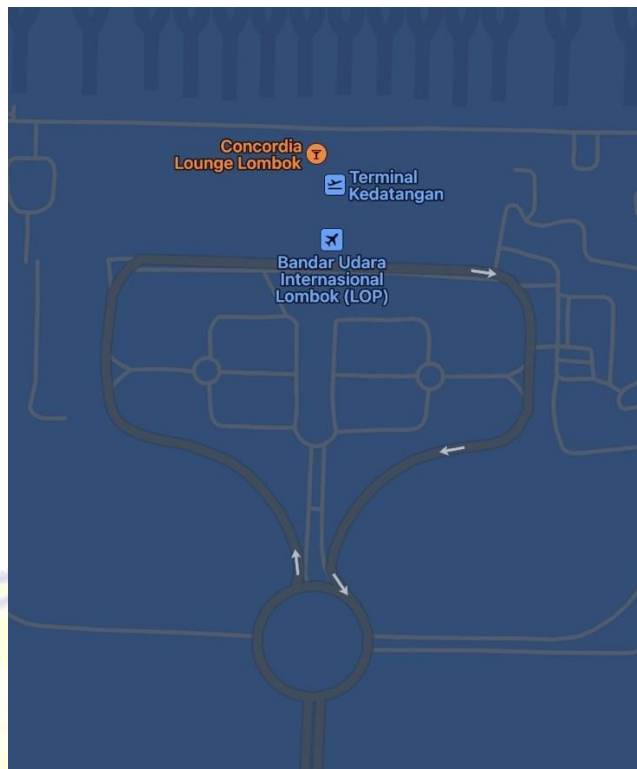 Concordia
Lounge Lombok
Terminal
Kedatangan
Bandar Udara
Internasional
Lombok (LOP)